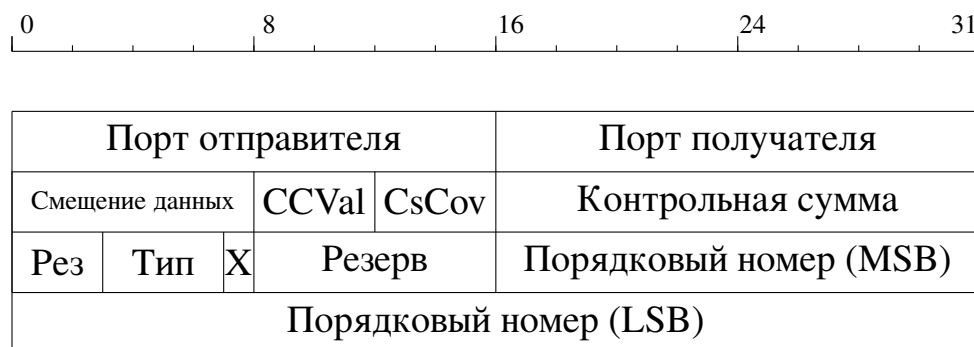 0 8 16 24 31
Порт отправителя Порт получателя
Смещение данных CCVal CsCov Контрольная сумма
Рез Тип X Резерв Порядковый номер (MSB)
Порядковый номер (LSB)